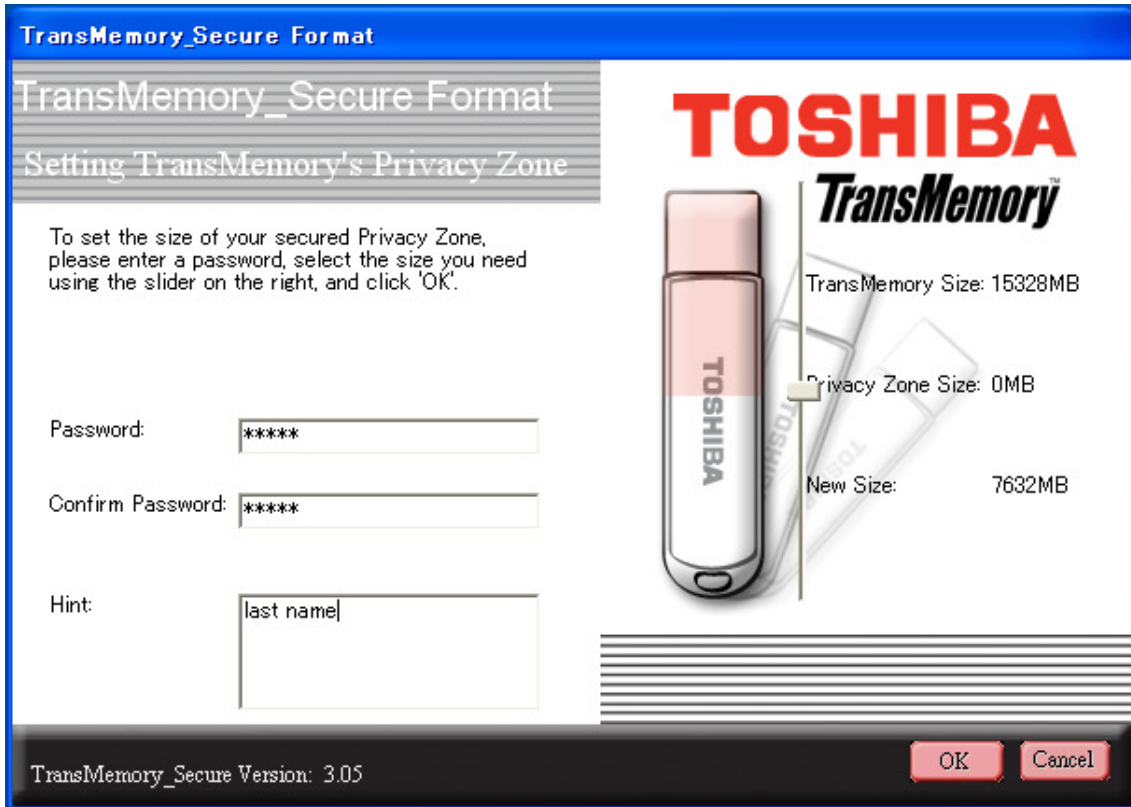 TransMemory_Secure Format
TransMemory_Secure Format
Setting TransMemory's Privacy Zone
To set the size of your secured Privacy Zone,
please enter a password, select the size you need
using the slider on the right, and click 'OK'.
Password: *****
Confirm Password: *****
Hint: last name
TOSHIBA
TransMemory™
TransMemory Size: 15328MB
Privacy Zone Size: 0MB
New Size: 7632MB
TOSHIBA
TOSHIBA
TOSHIBA
TransMemory_Secure Version: 3.05
OK
Cancel